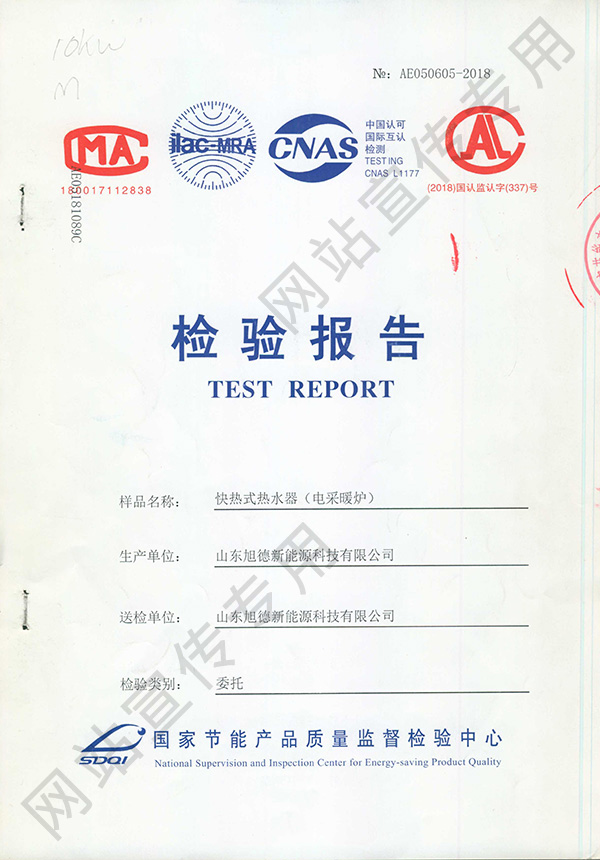 10kw
M
№: AE050605-2018
MA
ilac-MRA
CNAS
中国认可
国际互认
检测
TESTING
CNAS L1177
CAL
180017112838
(2018)国认监认字(337)号
AE05181089C
检验报告
TEST REPORT
样品名称: 快热式热水器（电采暖炉）
生产单位: 山东旭德新能源科技有限公司
送检单位: 山东旭德新能源科技有限公司
检验类别: 委托
SDQI
国家节能产品质量监督检验中心
National Supervision and Inspection Center for Energy-saving Product Quality
网站宣传专用
网站宣传专用